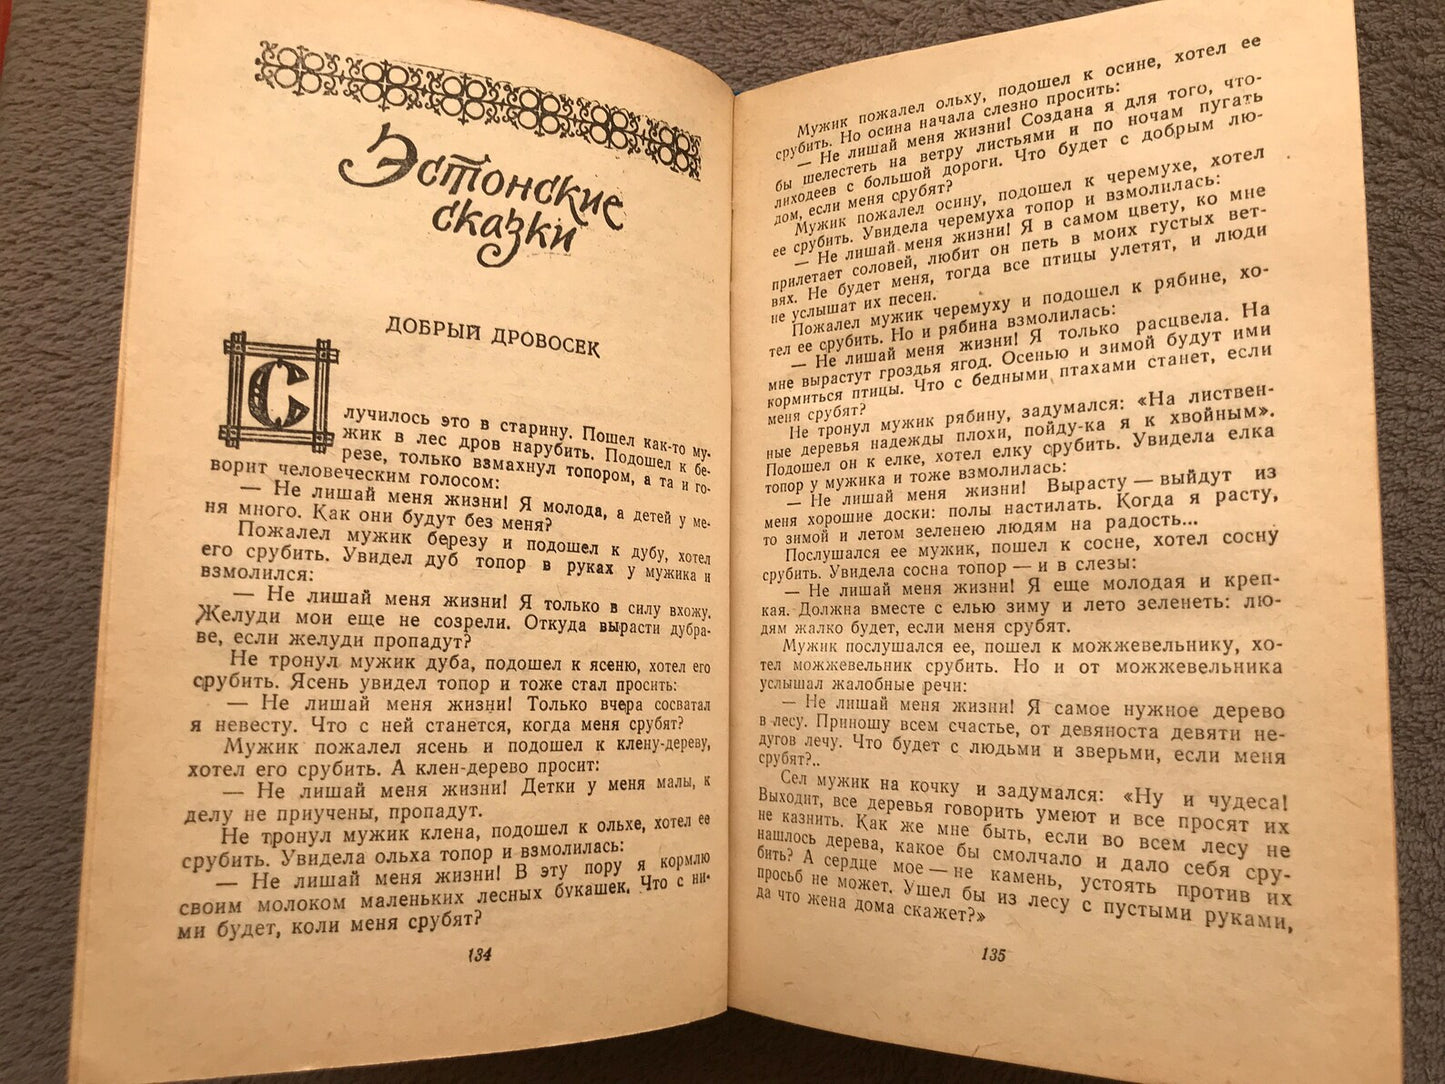 Эстонские
сказки
ДОБРЫЙ ДРОВОСЕК
Случилось это в старину. Пошел как-то му-
жик в лес дров нарубить. Подошел к бе-
резе, только взмахнул топором, а та и го-
ворит человеческим голосом:
— Не лишай меня жизни! Я молода, а детей у ме-
ня много. Как они будут без меня?
Пожалел мужик березу и подошел к дубу, хотел
его срубить. Увидел дуб топор в руках у мужика и
взмолился:
— Не лишай меня жизни! Я только в силу вхожу.
Желуди мои еще не созрели. Откуда вырасти дубра-
ве, если желуди пропадут?
Не тронул мужик дуба, подошел к ясеню, хотел его
срубить. Ясень увидел топор и тоже стал просить:
— Не лишай меня жизни! Только вчера сосватал
я невесту. Что с ней станется, когда меня срубят?
Мужик пожалел ясень и подошел к клену-дереву,
хотел его срубить. А клен-дерево просит:
— Не лишай меня жизни! Детки у меня малы, к
делу не приучены, пропадут.
Не тронул мужик клена, подошел к ольхе, хотел ее
срубить. Увидела ольха топор и взмолилась:
— Не лишай меня жизни! В эту пору я кормлю
своим молоком маленьких лесных букашек. Что с ни-
ми будет, коли меня срубят?
134
Мужик пожалел ольху, подошел к осине, хотел ее
срубить. Но осина начала слезно просить:
— Не лишай меня жизни! Создана я для того, что-
бы шелестеть на ветру листьями и по ночам пугать
лиходеев с большой дороги. Что будет с добрым лю-
дом, если меня срубят?
Мужик пожалел осину, подошел к черемухе, хотел
ее срубить. Увидела черемуха топор и взмолилась:
— Не лишай меня жизни! Я в самом цвету, ко мне
прилетает соловей, любит он петь в моих густых вет-
вях. Не будет меня, тогда все птицы улетят, и люди
не услышат их песен.
Пожалел мужик черемуху и подошел к рябине, хо-
тел ее срубить. Но и рябина взмолилась:
— Не лишай меня жизни! Я только расцвела. На
мне вырастут гроздья ягод. Осенью и зимой будут ими
кормиться птицы. Что с бедными птахами станет, если
меня срубят?
Не тронул мужик рябину, задумался: «На листвен-
ные деревья надежды плохи, пойду-ка я к хвойным».
Подошел он к елке, хотел елку срубить. Увидела елка
топор у мужика и тоже взмолилась:
— Не лишай меня жизни! Вырасту — выйдут из
меня хорошие доски: полы настилать. Когда я расту,
то зимой и летом зеленею людям на радость...
Послушался ее мужик, пошел к сосне, хотел сосну
срубить. Увидела сосна топор — и в слезы:
— Не лишай меня жизни! Я еще молодая и креп-
кая. Должна вместе с елью зиму и лето зеленеть: лю-
дям жалко будет, если меня срубят.
Мужик послушался ее, пошел к можжевельнику, хо-
тел можжевельник срубить. Но и от можжевельника
услышал жалобные речи:
— Не лишай меня жизни! Я самое нужное дерево
в лесу. Приношу всем счастье, от девяноста девяти не-
дугов лечу. Что будет с людьми и зверьми, если меня
срубят?..
Сел мужик на кочку и задумался: «Ну и чудеса!
Выходит, все деревья говорить умеют и все просят их
не казнить. Как же мне быть, если во всем лесу не
нашлось дерева, какое бы смолчало и дало себя сру-
бить? А сердце мое — не камень, устоять против их
просьб не может. Ушел бы из лесу с пустыми руками,
да что жена дома скажет?»
135